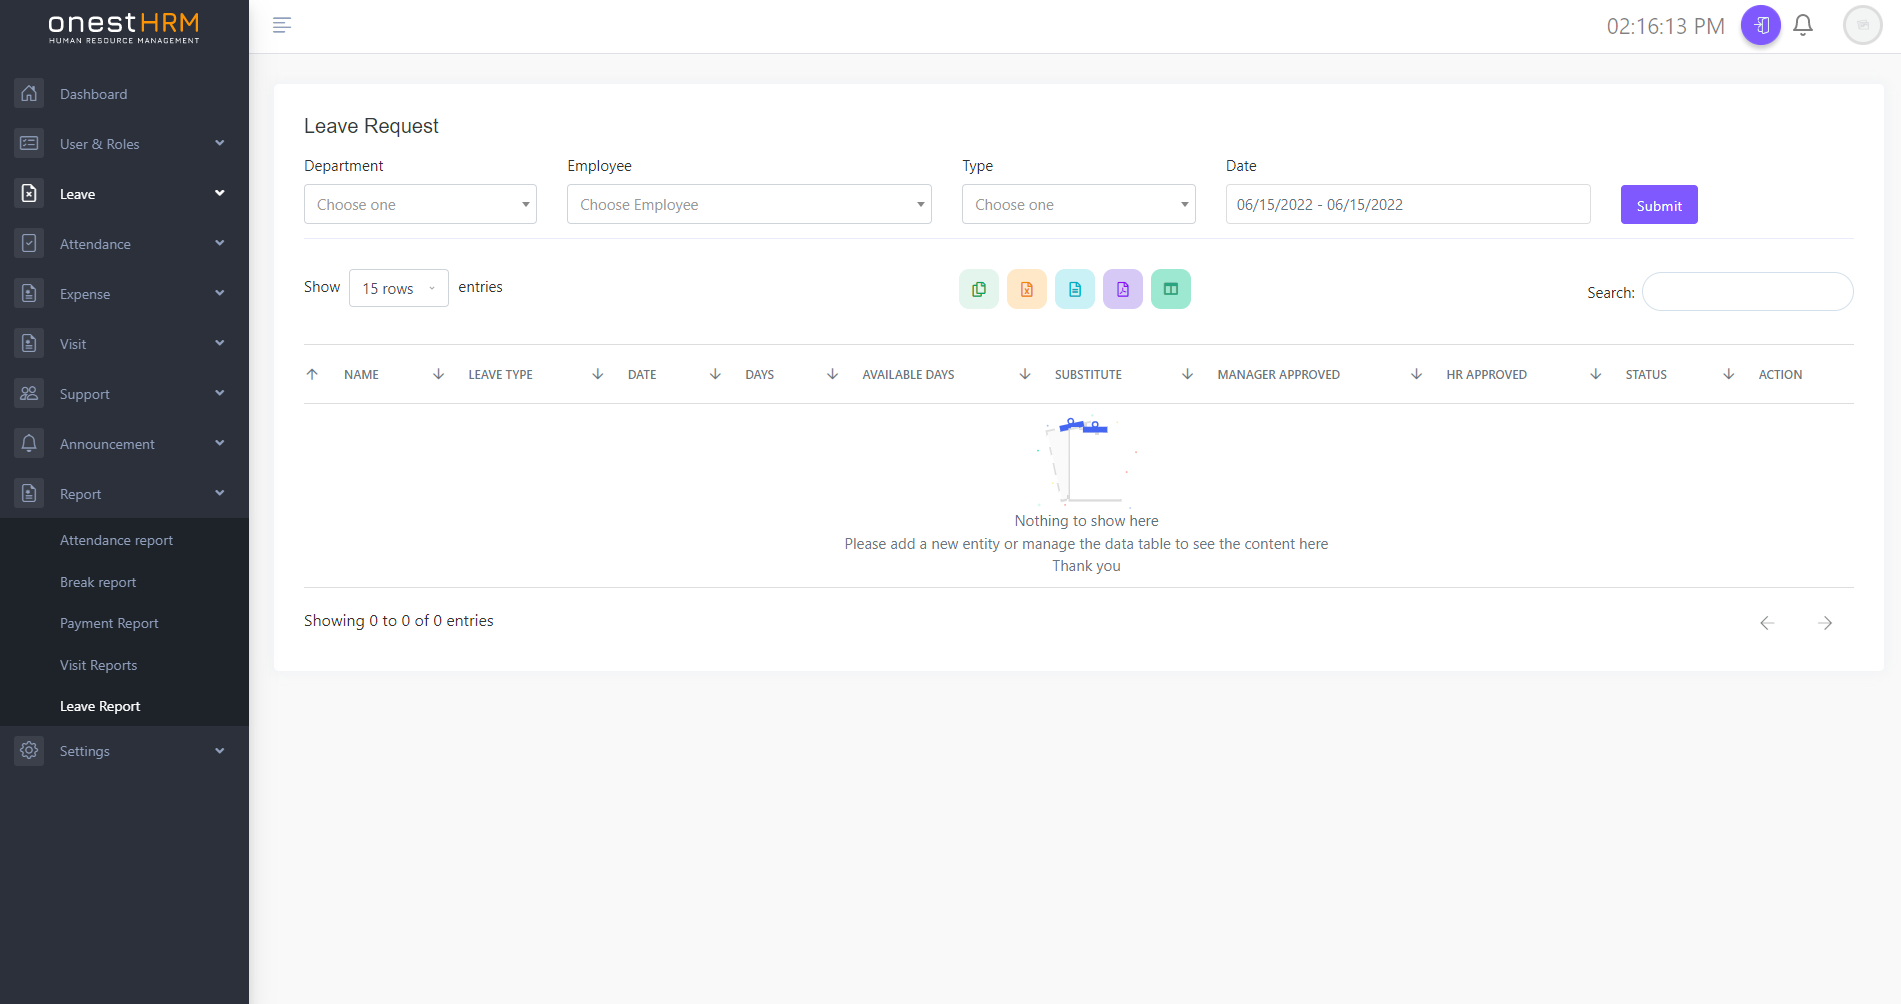 onestHRM
HUMAN RESOURCE MANAGEMENT
02:16:13 PM
Dashboard
User & Roles
Leave
Attendance
Expense
Visit
Support
Announcement
Report
Attendance report
Break report
Payment Report
Visit Reports
Leave Report
Settings
Leave Request
Department Employee Type Date
Choose one Choose Employee Choose one 06/15/2022 - 06/15/2022 Submit
Show 15 rows entries Search:
NAME LEAVE TYPE DATE DAYS AVAILABLE DAYS SUBSTITUTE MANAGER APPROVED HR APPROVED STATUS ACTION
Nothing to show here
Please add a new entity or manage the data table to see the content here
Thank you
Showing 0 to 0 of 0 entries